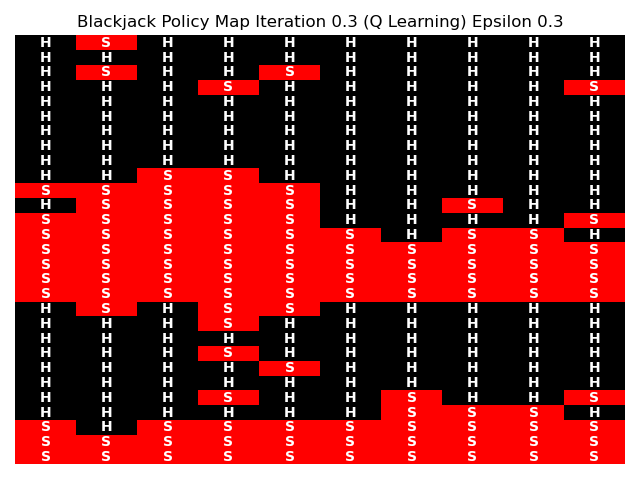 Blackjack Policy Map Iteration 0.3 (Q Learning) Epsilon 0.3
H S H H H H H H H H
H H H H H H H H H H
H S H H S H H H H H
H H H S H H H H H S
H H H H H H H H H H
H H H H H H H H H H
H H H H H H H H H H
H H H H H H H H H H
H H H H H H H H H H
H H S S H H H H H H
S S S S S H H H H H
H S S S S H H S H H
S S S S S H H H H S
S S S S S S H S S H
S S S S S S S S S S
S S S S S S S S S S
S S S S S S S S S S
S S S S S S S S S S
H S H S S H H H H H
H H H S H H H H H H
H H H H H H H H H H
H H H S H H H H H H
H H H H S H H H H H
H H H H H H H H H H
H H H S H H S H H S
H H H H H H S S S H
S H S S S S S S S S
S S S S S S S S S S
S S S S S S S S S S